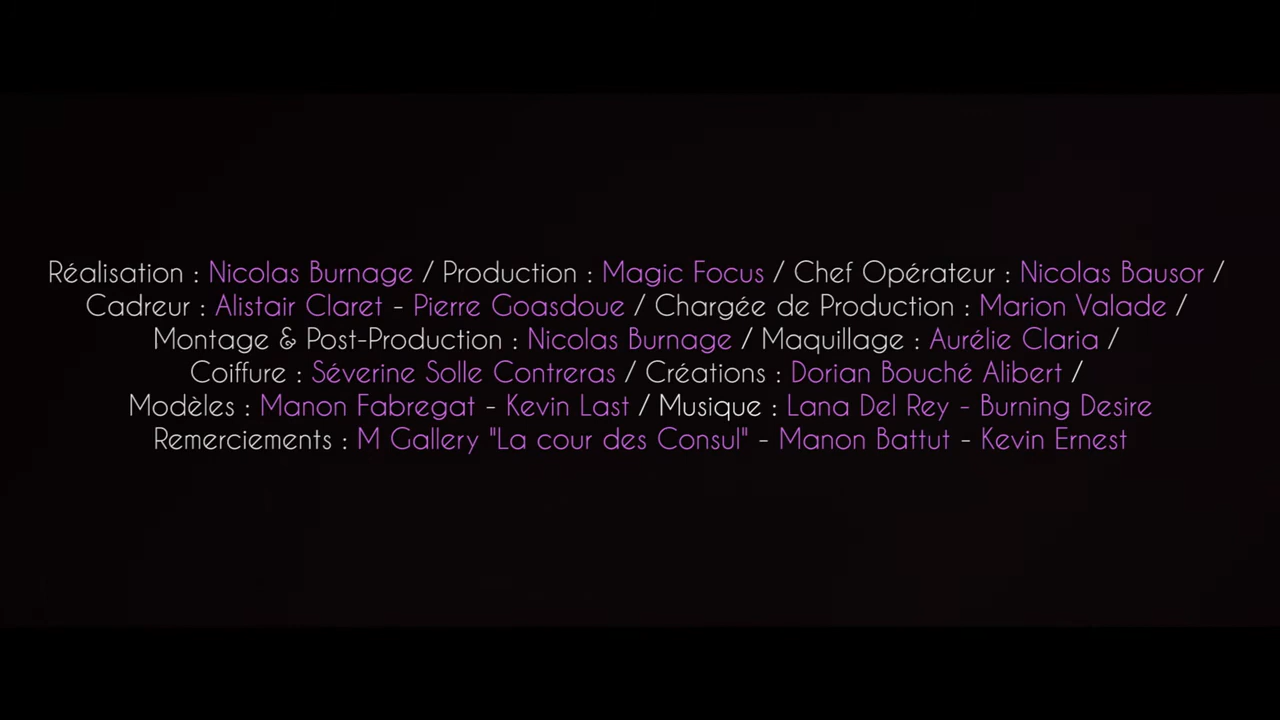 Réalisation : Nicolas Burnage / Production : Magic Focus / Chef Opérateur : Nicolas Bausor /
Cadreur : Alistair Claret - Pierre Goasdoue / Chargée de Production : Marion Valade /
Montage & Post-Production : Nicolas Burnage / Maquillage : Aurélie Claria /
Coiffure : Séverine Solle Contreras / Créations : Dorian Bouché Alibert /
Modèles : Manon Fabregat - Kevin Last / Musique : Lana Del Rey - Burning Desire
Remerciements : M Gallery "La cour des Consul" - Manon Battut - Kevin Ernest